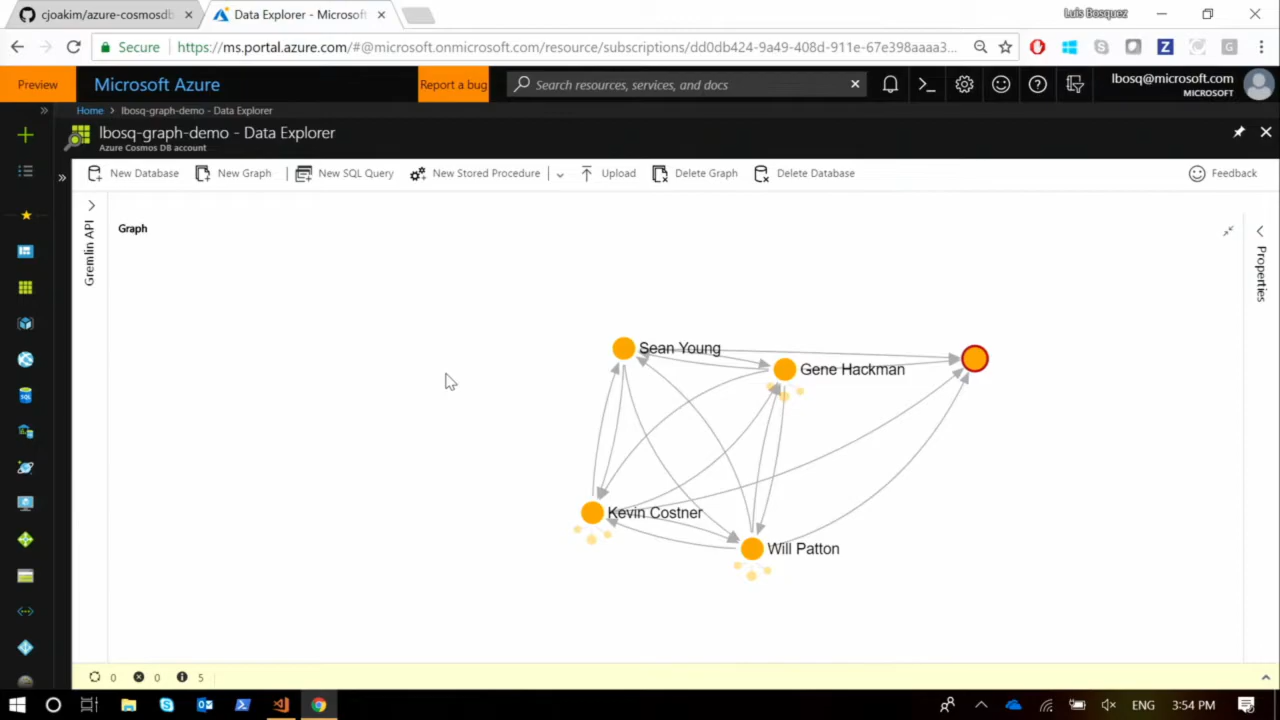 cjoakim/azure-cosmosdb
Data Explorer - Microsof
Luis Bosquez
Secure
https://ms.portal.azure.com/#@microsoft.onmicrosoft.com/resource/subscriptions/dd0db424-9a49-408d-911e-67e398aaaa3...
Preview
Microsoft Azure
Report a bug
Search resources, services, and docs
lbosq@microsoft.com
MICROSOFT
Home > lbosq-graph-demo - Data Explorer
lbosq-graph-demo - Data Explorer
Azure Cosmos DB account
New Database
New Graph
New SQL Query
New Stored Procedure
Upload
Delete Graph
Delete Database
Feedback
Gremlin API
Graph
Properties
Sean Young
Gene Hackman
Kevin Costner
Will Patton
0
0
5
ENG
3:54 PM